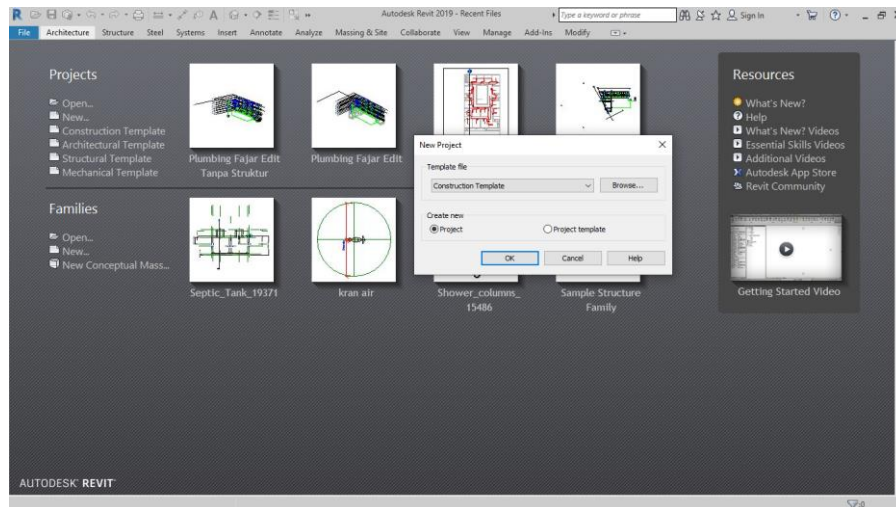 Autodesk Revit 2019 - Recent Files
Type a keyword or phrase
Sign In
File Architecture Structure Steel Systems Insert Annotate Analyze Massing & Site Collaborate View Manage Add-Ins Modify
Projects
Open...
New...
Construction Template
Architectural Template
Structural Template
Mechanical Template
Plumbing Fajar Edit
Tanpa Struktur
Plumbing Fajar Edit
New Project
Template file
Construction Template
Browse...
Create new
Project
Project template
OK
Cancel
Help
Families
Open...
New...
New Conceptual Mass...
Septic_Tank_19371
kran air
Shower_columns_
15486
Sample Structure
Family
Resources
What's New?
Help
What's New? Videos
Essential Skills Videos
Additional Videos
Autodesk App Store
Revit Community
Getting Started Video
AUTODESK REVIT
:0